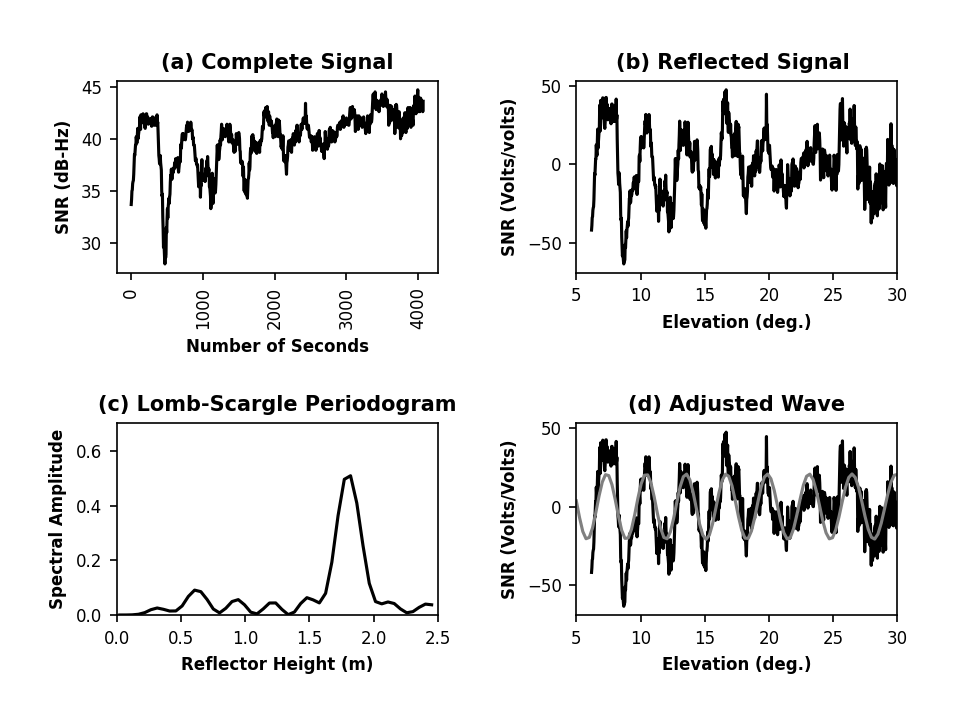 (a) Complete Signal
SNR (dB-Hz)
45
40
35
30
0
1000
2000
3000
4000
Number of Seconds
(b) Reflected Signal
SNR (Volts/volts)
50
0
−50
5 10 15 20 25 30
Elevation (deg.)
(c) Lomb-Scargle Periodogram
Spectral Amplitude
0.6
0.4
0.2
0.0
0.0 0.5 1.0 1.5 2.0 2.5
Reflector Height (m)
(d) Adjusted Wave
SNR (Volts/Volts)
50
0
−50
5 10 15 20 25 30
Elevation (deg.)